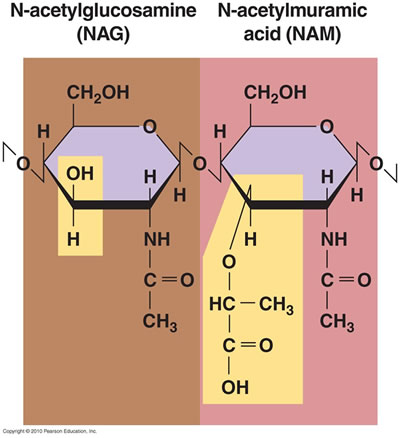 N-acetylglucosamine
(NAG)
N-acetylmuramic
acid (NAM)
CH₂OH
O
H
O
OH
H
H
H
NH
C=O
CH₃
O
CH₂OH
O
H
O
H
H
H
NH
C=O
CH₃
O
HC—CH₃
C=O
OH
Copyright © 2010 Pearson Education, Inc.